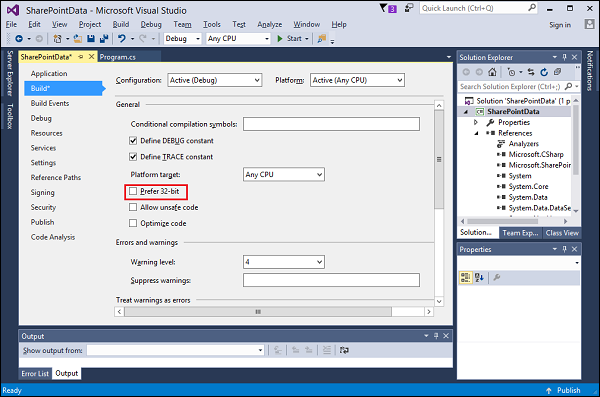 SharePointData - Microsoft Visual Studio
3
Quick Launch (Ctrl+Q)
File Edit View Project Build Debug Team Tools Test Analyze Window Help
Sign in
Debug Any CPU Start
Server Explorer
Toolbox
SharePointData* Program.cs
Application
Build*
Build Events
Debug
Resources
Services
Settings
Reference Paths
Signing
Security
Publish
Code Analysis
Configuration: Active (Debug) Platform: Active (Any CPU)
General
Conditional compilation symbols:
Define DEBUG constant
Define TRACE constant
Platform target: Any CPU
Prefer 32-bit
Allow unsafe code
Optimize code
Errors and warnings
Warning level: 4
Suppress warnings:
Treat warnings as errors
Output
Show output from:
Error List Output
Solution Explorer
Search Solution Explorer (Ctrl+;)
Solution 'SharePointData' (1 p
C# SharePointData
Properties
References
Analyzers
Microsoft.CSharp
Microsoft.SharePoi
System
System.Core
System.Data
System.Data.DataSe
Solution... Team Exp... Class View
Properties
Ready
Publish